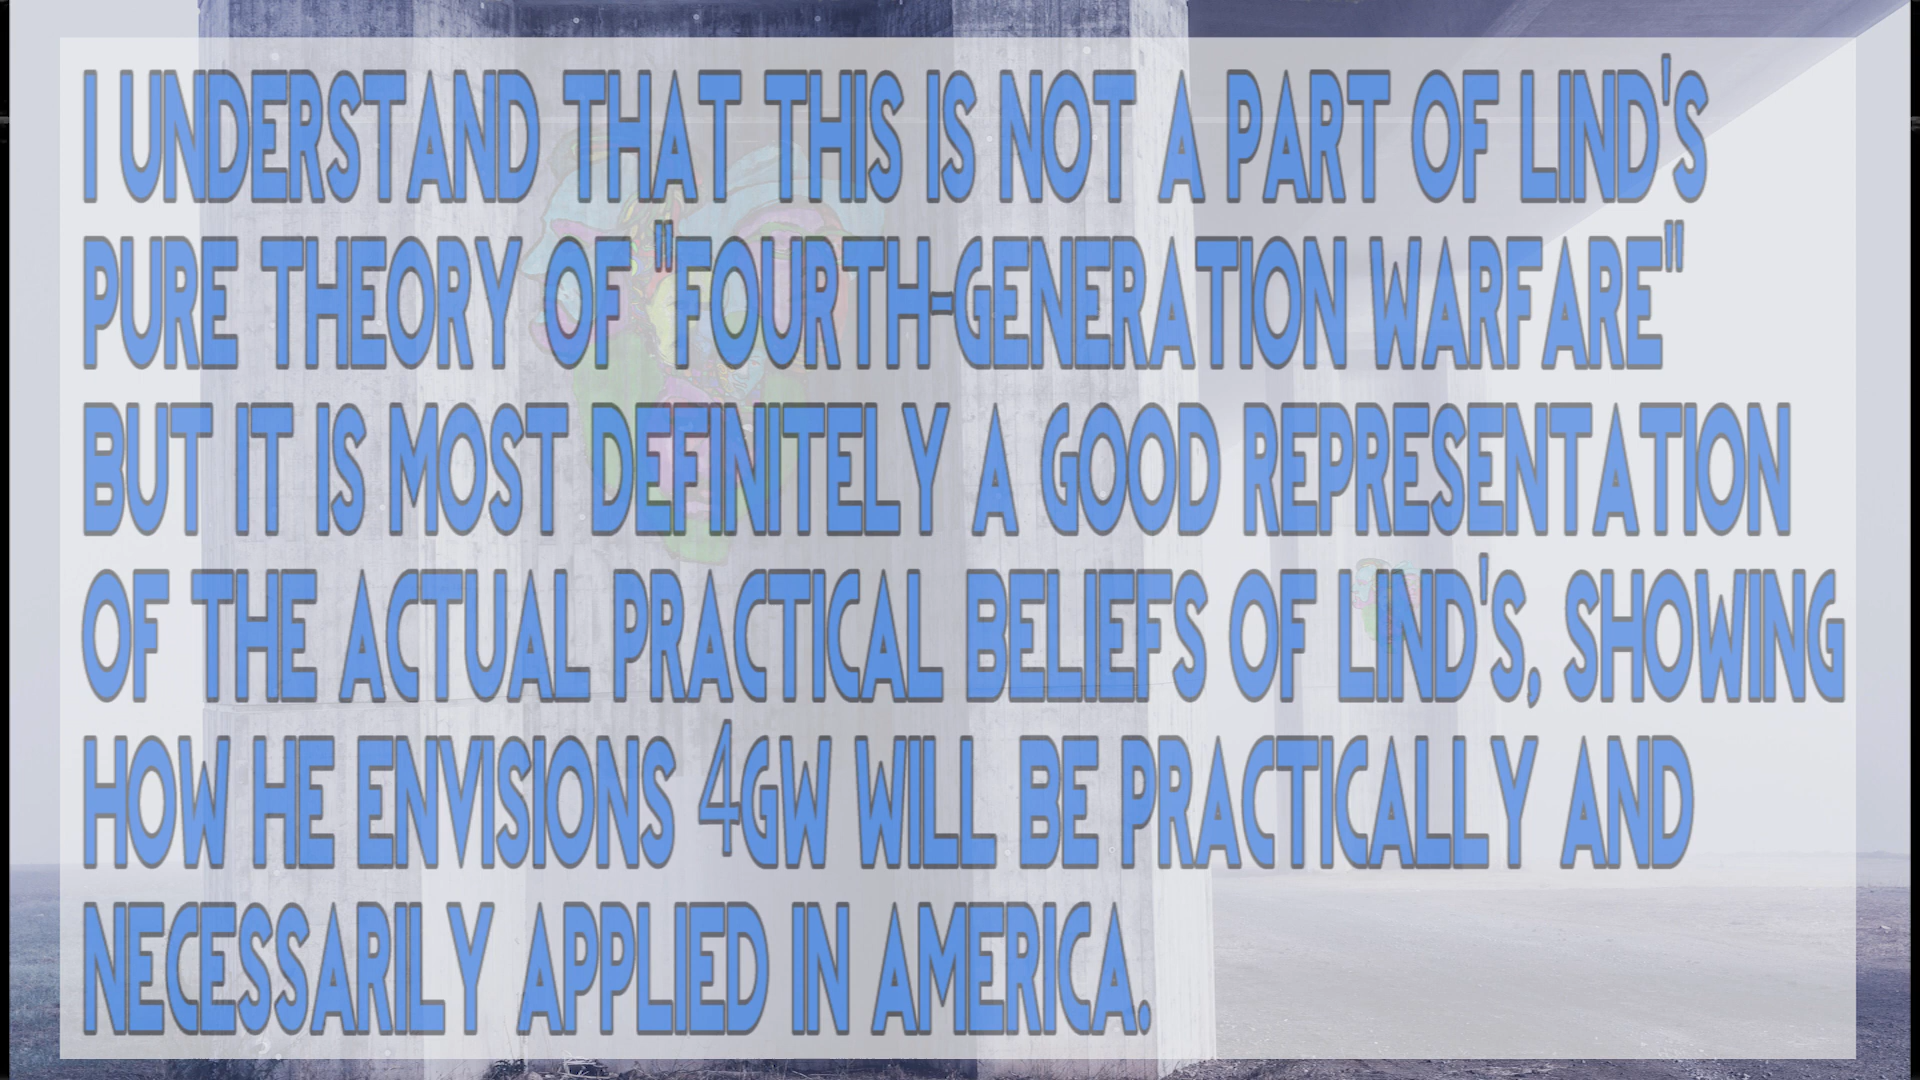 I UNDERSTAND THAT THIS IS NOT A PART OF LIND'S
PURE THEORY OF "FOURTH-GENERATION WARFARE"
BUT IT IS MOST DEFINITELY A GOOD REPRESENTATION
OF THE ACTUAL PRACTICAL BELIEFS OF LIND'S, SHOWING
HOW HE ENVISIONS 4GW WILL BE PRACTICALLY AND
NECESSARILY APPLIED IN AMERICA.